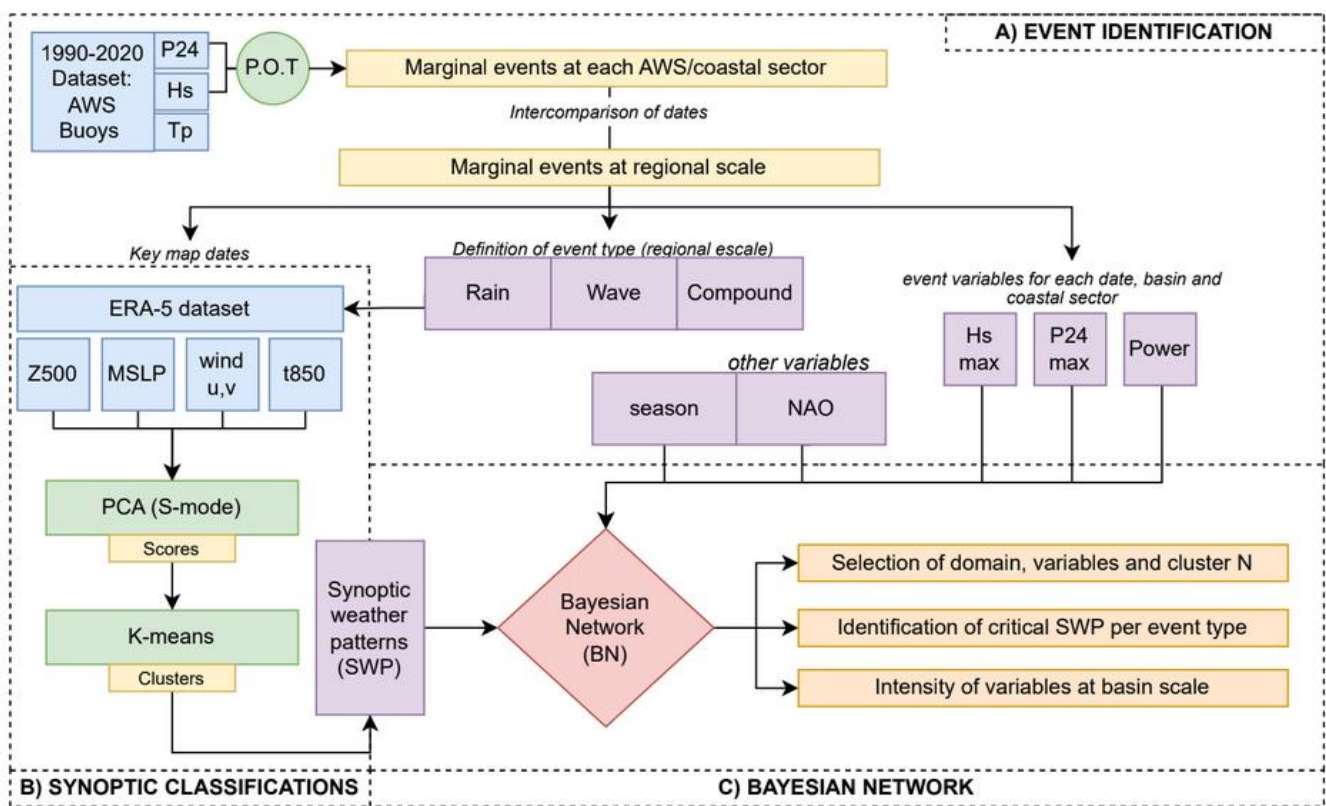 A) EVENT IDENTIFICATION
1990-2020
Dataset:
AWS
Buoys
P24
Hs
Tp
P.O.T
Marginal events at each AWS/coastal sector
Intercomparison of dates
Marginal events at regional scale
Key map dates
Definition of event type (regional escale)
Rain
Wave
Compound
event variables for each date, basin and
coastal sector
Hs
max
P24
max
Power
other variables
season
NAO
ERA-5 dataset
Z500
MSLP
wind
u,v
t850
PCA (S-mode)
Scores
K-means
Clusters
Synoptic
weather
patterns
(SWP)
Bayesian
Network
(BN)
Selection of domain, variables and cluster N
Identification of critical SWP per event type
Intensity of variables at basin scale
B) SYNOPTIC CLASSIFICATIONS
C) BAYESIAN NETWORK